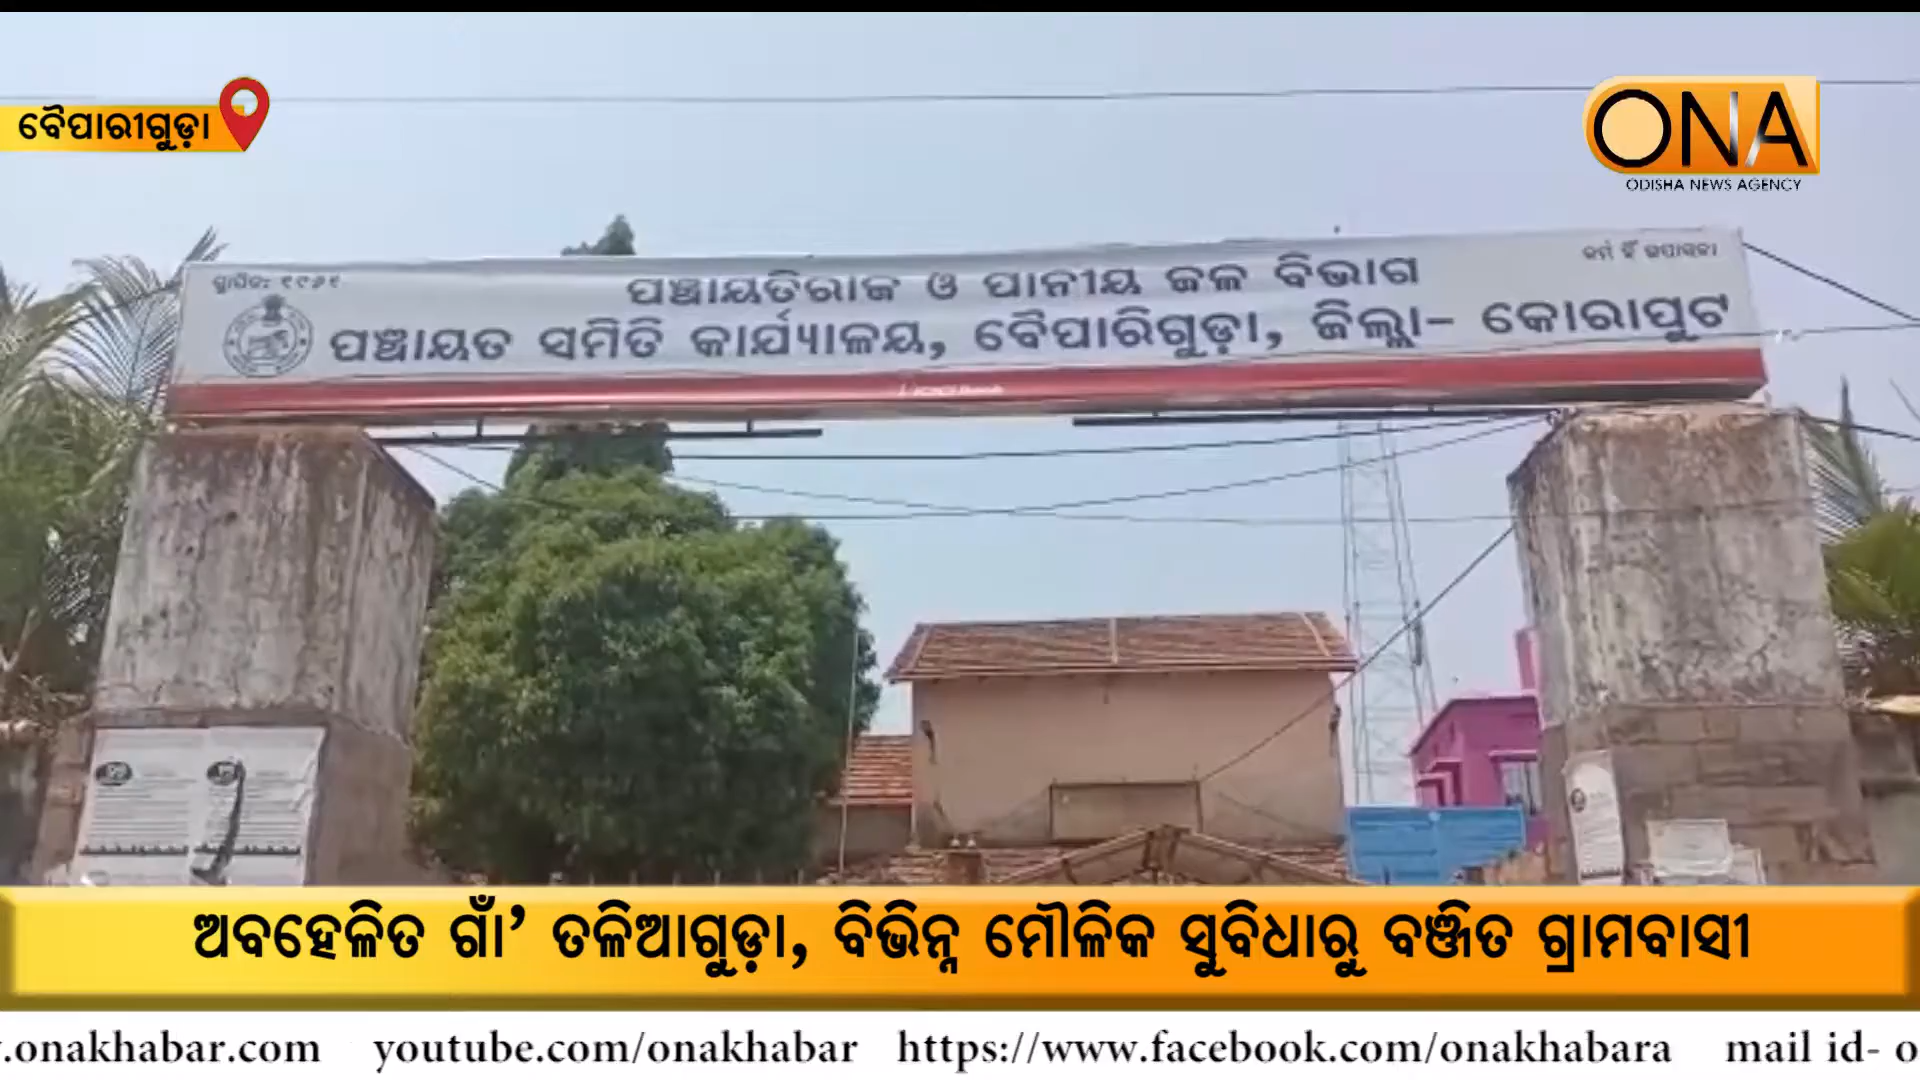 ବୈପାରୀଗୁଡ଼ା
ONA
ODISHA NEWS AGENCY
ସ୍ଥାପିତ: ୧୯୬୧
ପଞ୍ଚାୟତିରାଜ ଓ ପାନୀୟ ଜଳ ବିଭାଗ
ପଞ୍ଚାୟତ ସମିତି କାର୍ଯ୍ୟାଳୟ, ବୈପାରିଗୁଡ଼ା, ଜିଲ୍ଲା- କୋରାପୁଟ
ଅବହେଳିତ ଗାଁ’ ତଳିଆଗୁଡ଼ା, ବିଭିନ୍ନ ମୌଳିକ ସୁବିଧାରୁ ବଞ୍ଜିତ ଗ୍ରାମବାସୀ
.onakhabar.com youtube.com/onakhabar https://www.facebook.com/onakhabara mail id- o